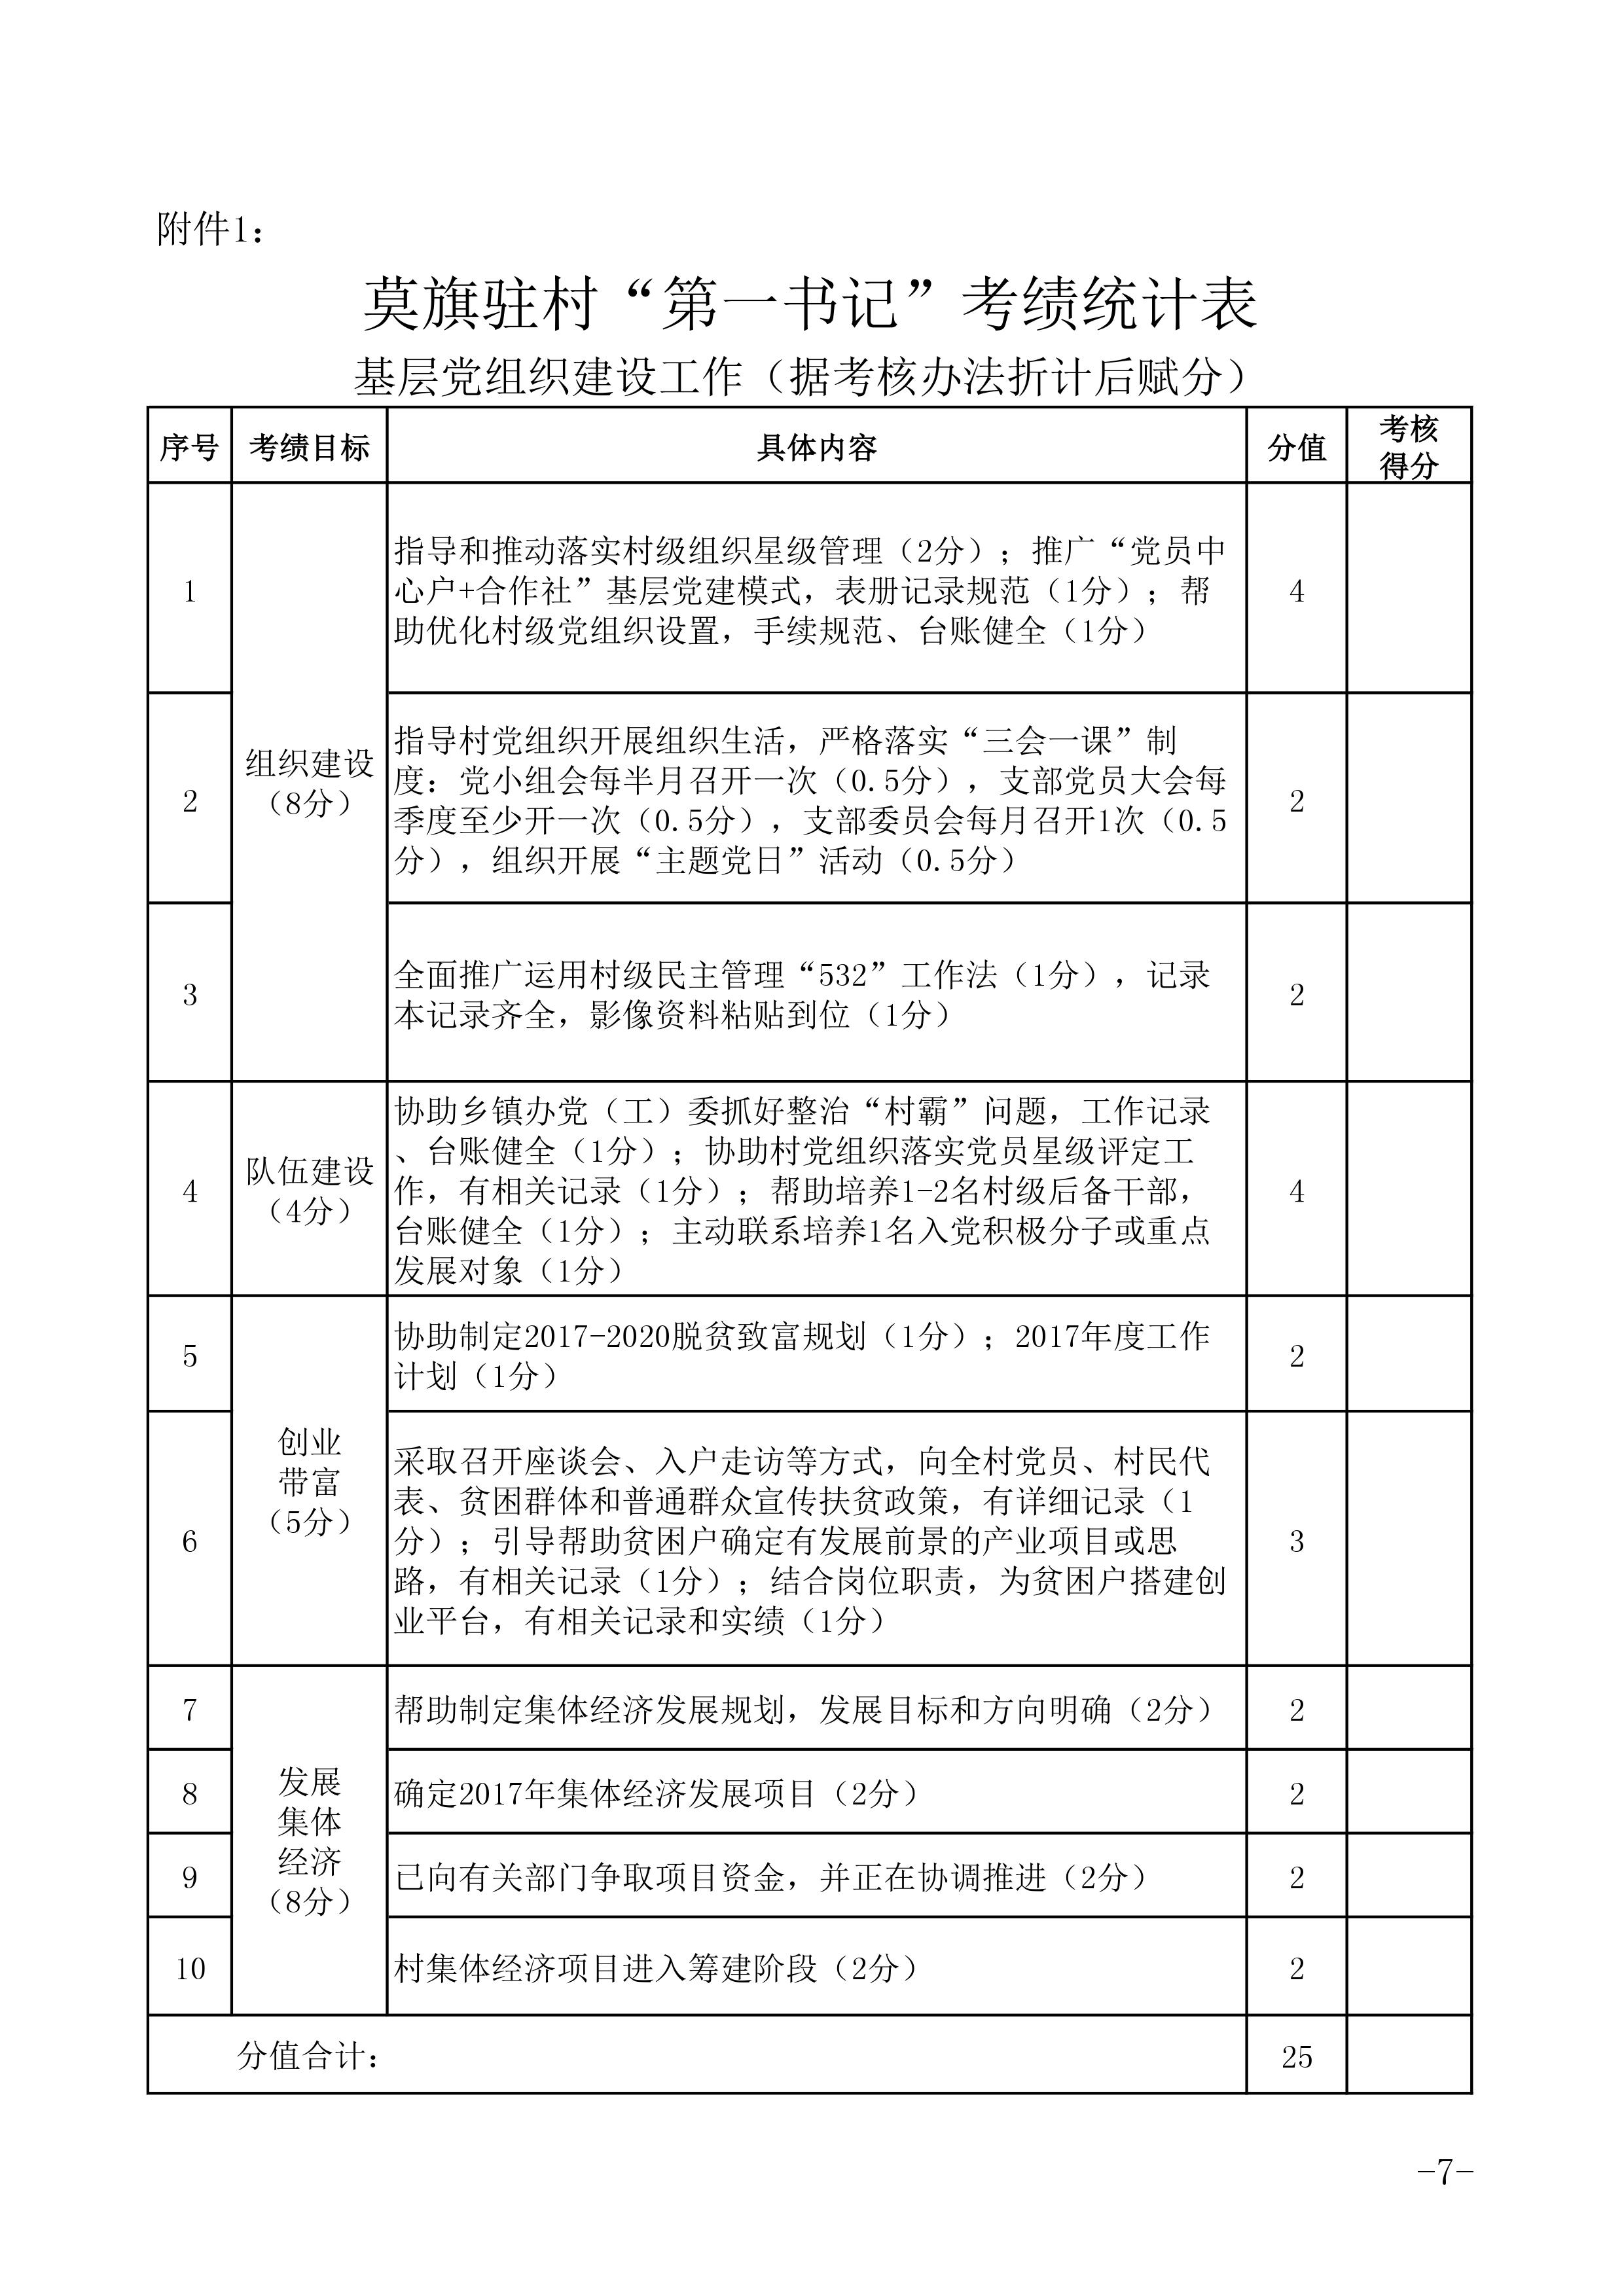 附件1：
莫旗驻村“第一书记”考绩统计表
基层党组织建设工作（据考核办法折计后赋分）
序号
考绩目标
具体内容
分值
考核
得分
1
组织建设
（8分）
指导和推动落实村级组织星级管理（2分）；推广“党员中
心户+合作社”基层党建模式，表册记录规范（1分）；帮
助优化村级党组织设置，手续规范、台账健全（1分）
4
2
指导村党组织开展组织生活，严格落实“三会一课”制
度：党小组会每半月召开一次（0.5分），支部党员大会每
季度至少开一次（0.5分），支部委员会每月召开1次（0.5
分），组织开展“主题党日”活动（0.5分）
2
3
全面推广运用村级民主管理“532”工作法（1分），记录
本记录齐全，影像资料粘贴到位（1分）
2
4
队伍建设
（4分）
协助乡镇办党（工）委抓好整治“村霸”问题，工作记录
、台账健全（1分）；协助村党组织落实党员星级评定工
作，有相关记录（1分）；帮助培养1-2名村级后备干部，
台账健全（1分）；主动联系培养1名入党积极分子或重点
发展对象（1分）
4
5
创业
带富
（5分）
协助制定2017-2020脱贫致富规划（1分）；2017年度工作
计划（1分）
2
6
采取召开座谈会、入户走访等方式，向全村党员、村民代
表、贫困群体和普通群众宣传扶贫政策，有详细记录（1
分）；引导帮助贫困户确定有发展前景的产业项目或思
路，有相关记录（1分）；结合岗位职责，为贫困户搭建创
业平台，有相关记录和实绩（1分）
3
7
发展
集体
经济
（8分）
帮助制定集体经济发展规划，发展目标和方向明确（2分）
2
8
确定2017年集体经济发展项目（2分）
2
9
已向有关部门争取项目资金，并正在协调推进（2分）
2
10
村集体经济项目进入筹建阶段（2分）
2
分值合计：
25
-7-